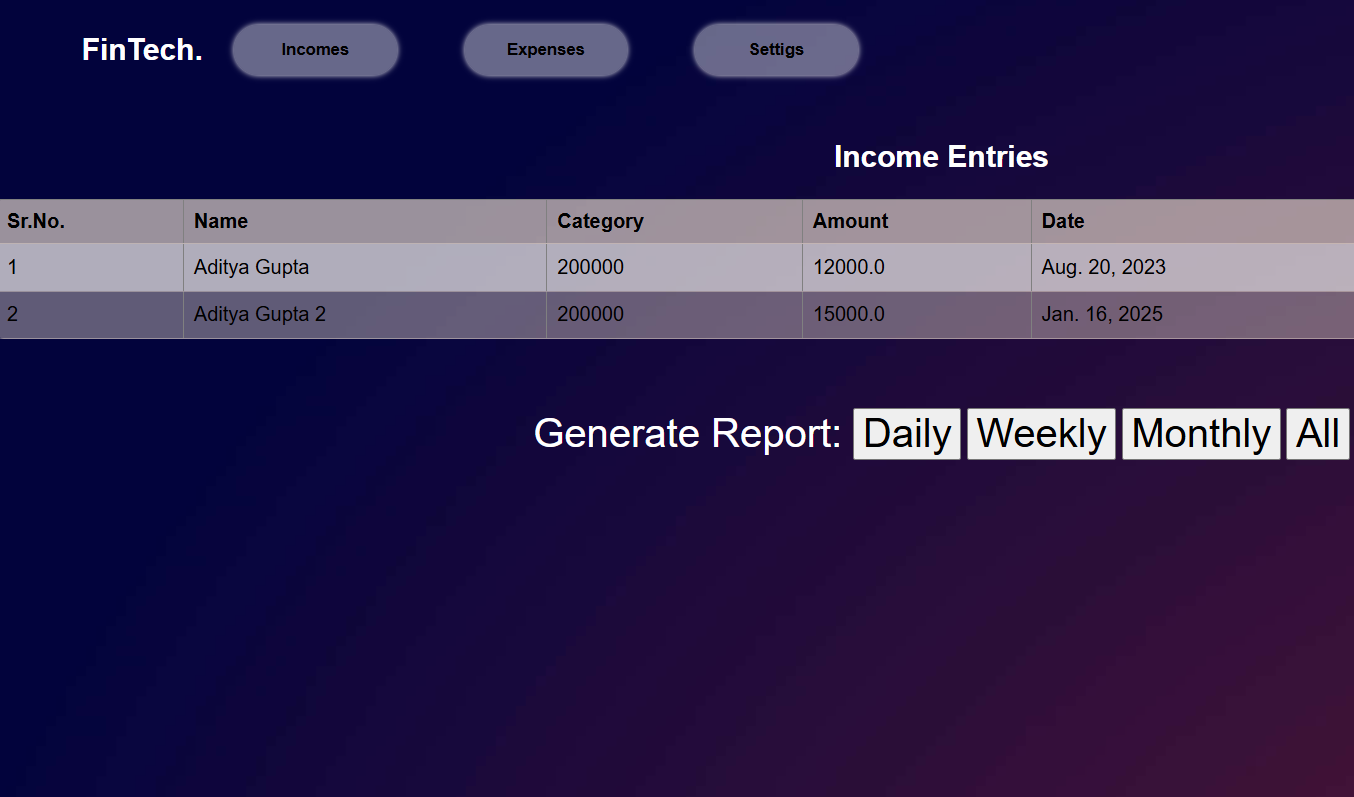 FinTech. Incomes Expenses Settigs
Income Entries
Sr.No. Name Category Amount Date
1 Aditya Gupta 200000 12000.0 Aug. 20, 2023
2 Aditya Gupta 2 200000 15000.0 Jan. 16, 2025
Generate Report: Daily Weekly Monthly All